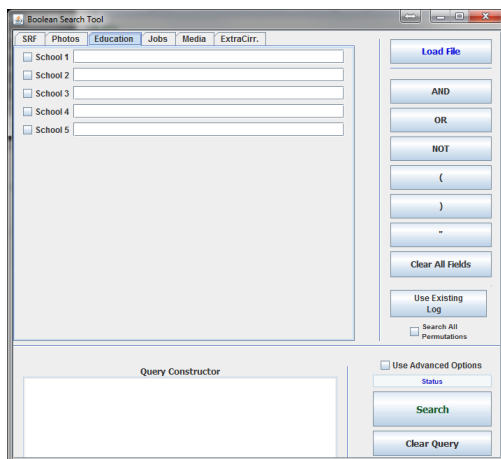 Boolean Search Tool
SRF Photos Education Jobs Media ExtraCirr.
School 1
School 2
School 3
School 4
School 5
Load File
AND
OR
NOT
(
)
"
Clear All Fields
Use Existing
Log
Search All
Permutations
Query Constructor
Use Advanced Options
Status
Search
Clear Query